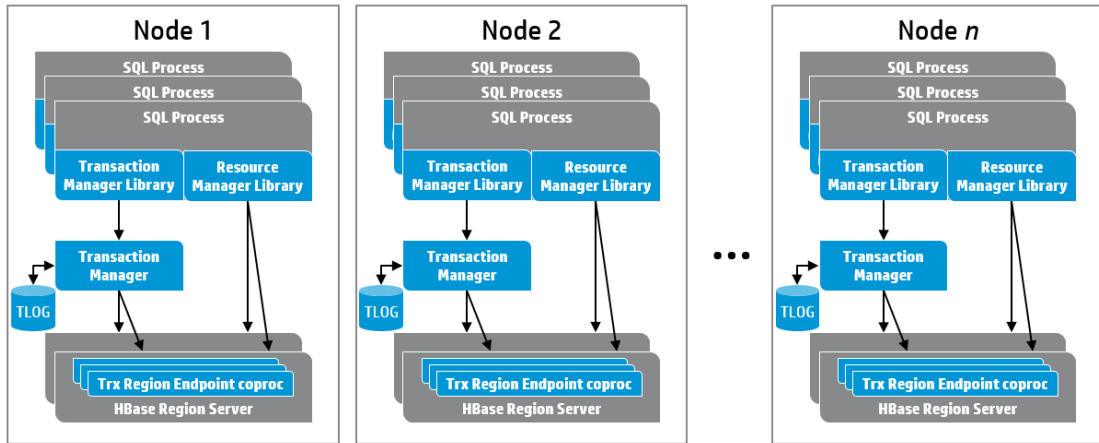 Node 1
SQL Process
SQL Process
SQL Process
Transaction
Manager Library
Resource
Manager Library
Transaction
Manager
TLOG
Trx Region Endpoint coproc
HBase Region Server
Node 2
SQL Process
SQL Process
SQL Process
Transaction
Manager Library
Resource
Manager Library
Transaction
Manager
TLOG
Trx Region Endpoint coproc
HBase Region Server
...
Node n
SQL Process
SQL Process
SQL Process
Transaction
Manager Library
Resource
Manager Library
Transaction
Manager
TLOG
Trx Region Endpoint coproc
HBase Region Server